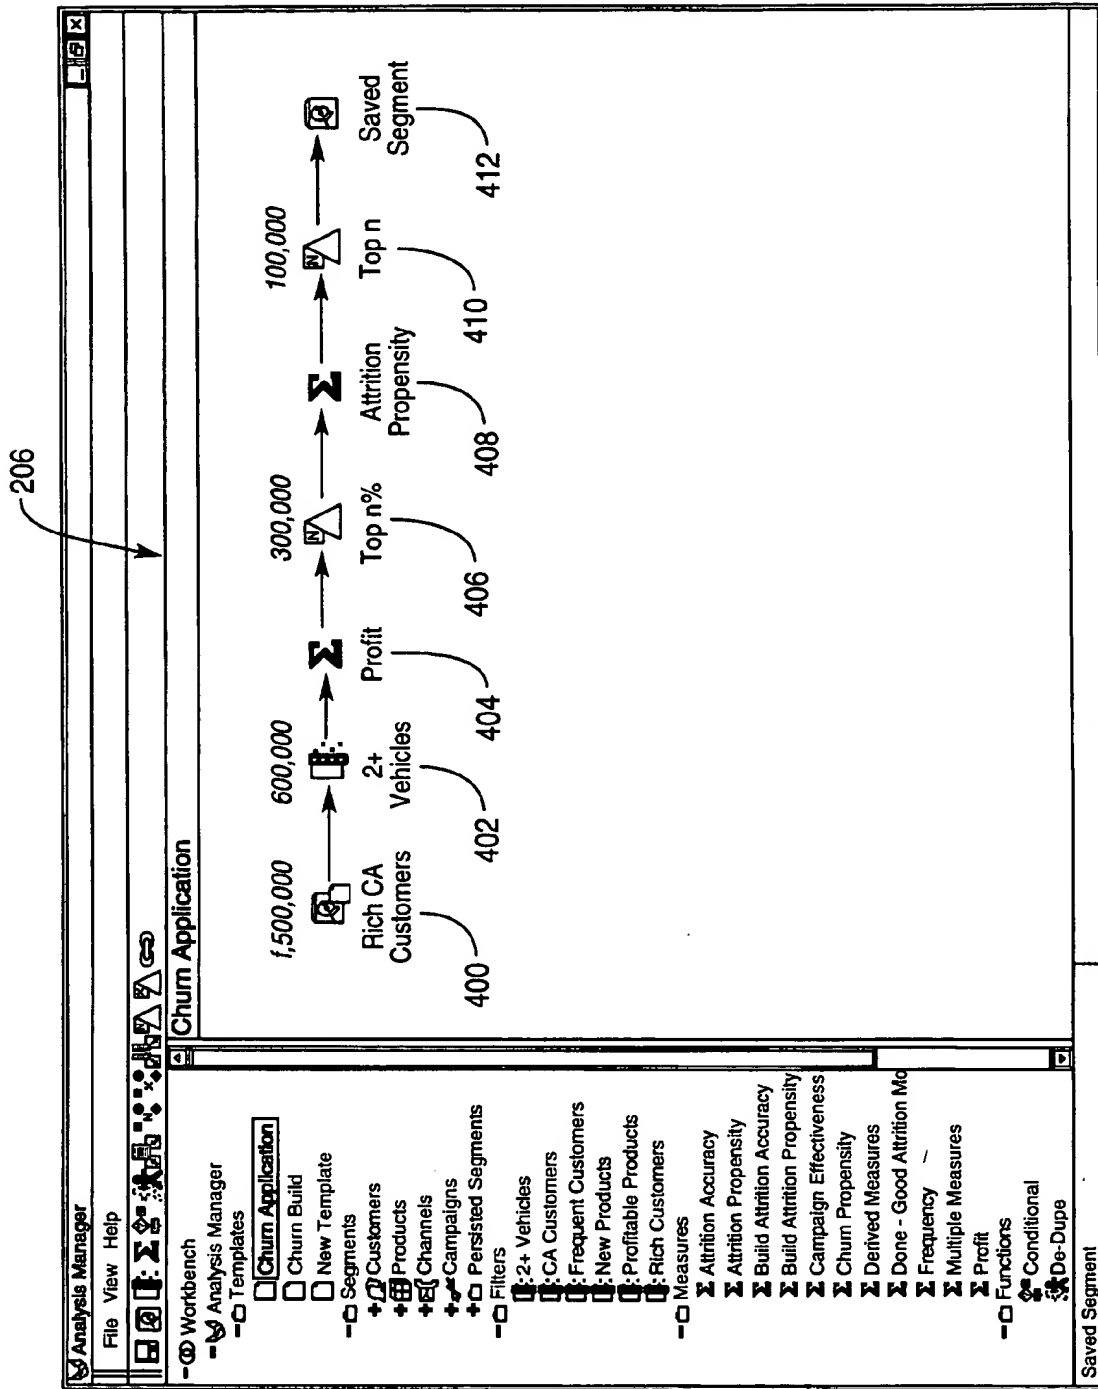 206
Analysis Manager
File View Help
Workbench
Analysis Manager
Templates
Churn Application
Churn Build
New Template
Segments
Customers
Products
Channels
Campaigns
Persisted Segments
Filters
2+ Vehicles
CA Customers
Frequent Customers
New Products
Profitable Products
Rich Customers
Measures
Attrition Accuracy
Attrition Propensity
Build Attrition Accuracy
Build Attrition Propensity
Campaign Effectiveness
Churn Propensity
Derived Measures
Done - Good Attrition Mo
Frequency
Multiple Measures
Profit
Functions
Conditional
De-Dupe
Churn Application
1,500,000
600,000
300,000
100,000
N
N
Rich CA
Customers
2+
Vehicles
Profit
Top n%
Attrition
Propensity
Top n
Saved
Segment
400
402
404
406
408
410
412
Saved Segment